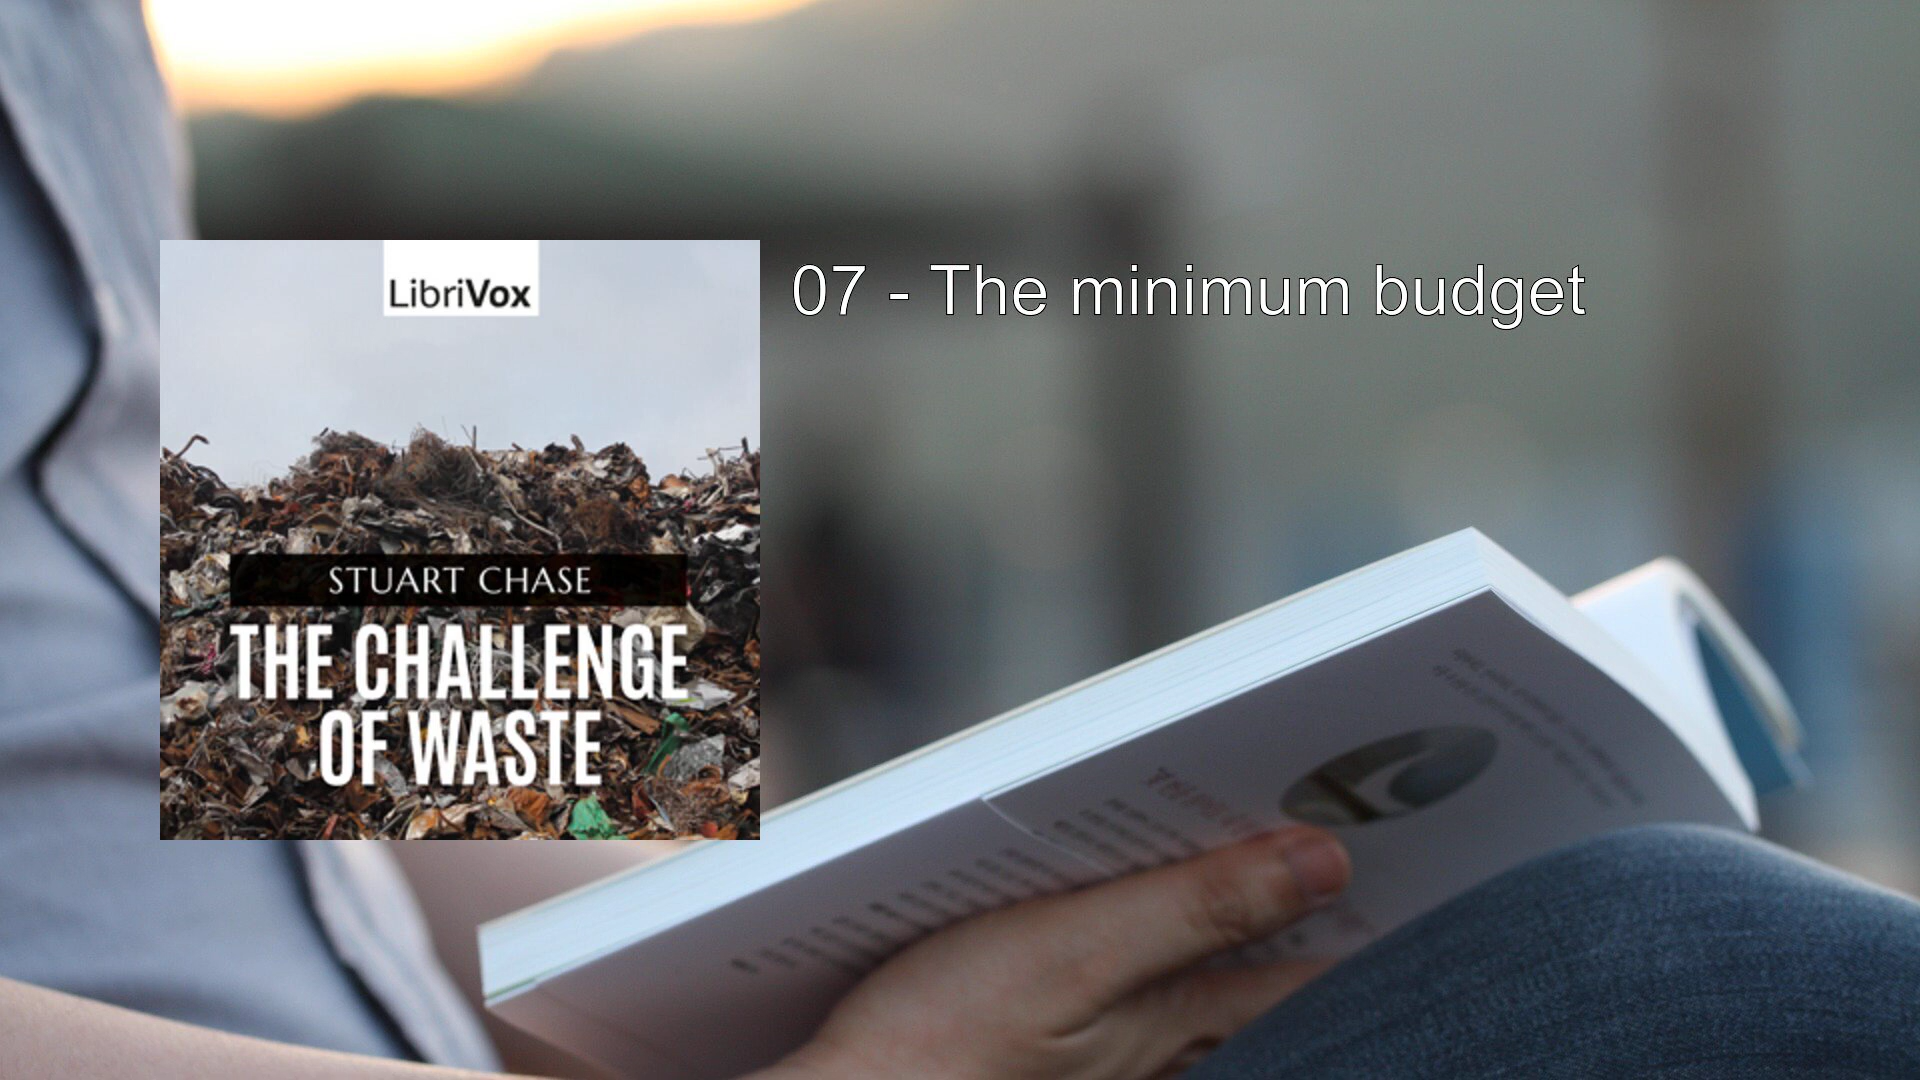 LibriVox
07 - The minimum budget
STUART CHASE
THE CHALLENGE
OF WASTE